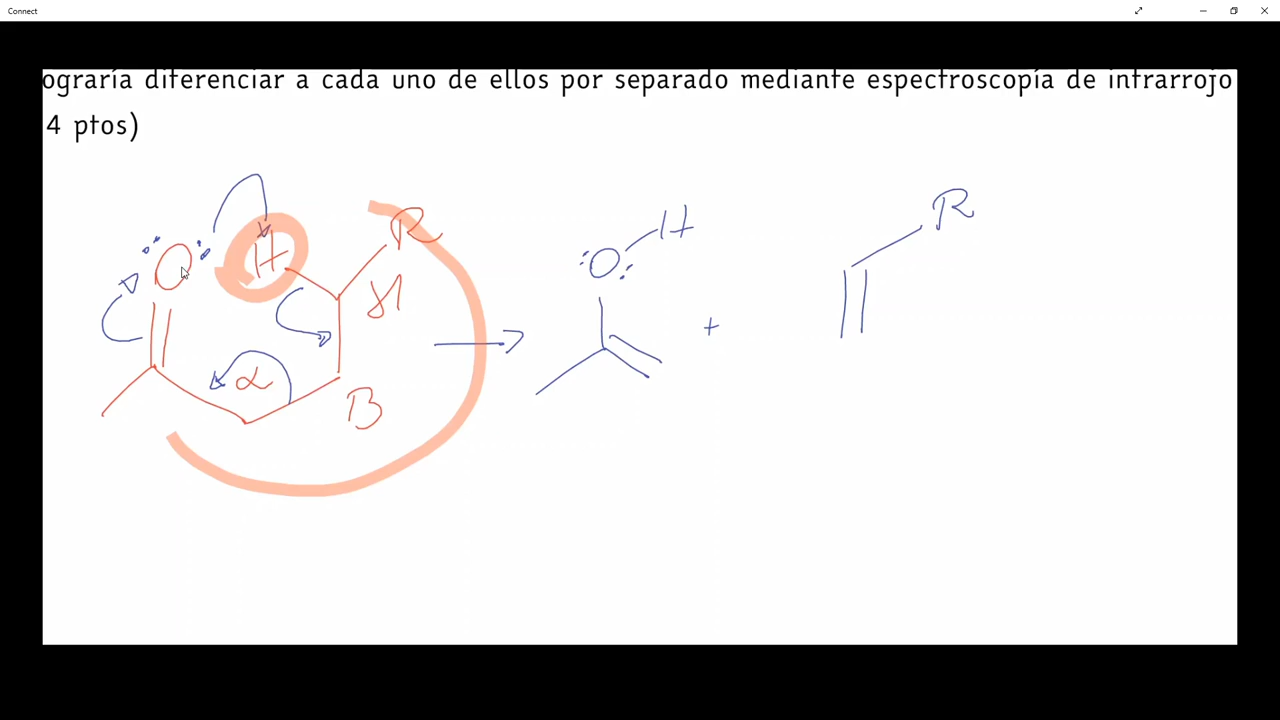 Connect
ograría diferenciar a cada uno de ellos por separado mediante espectroscopía de infrarrojo
4 ptos)
R
H
R
H
O
O
γ
H
+
α
B